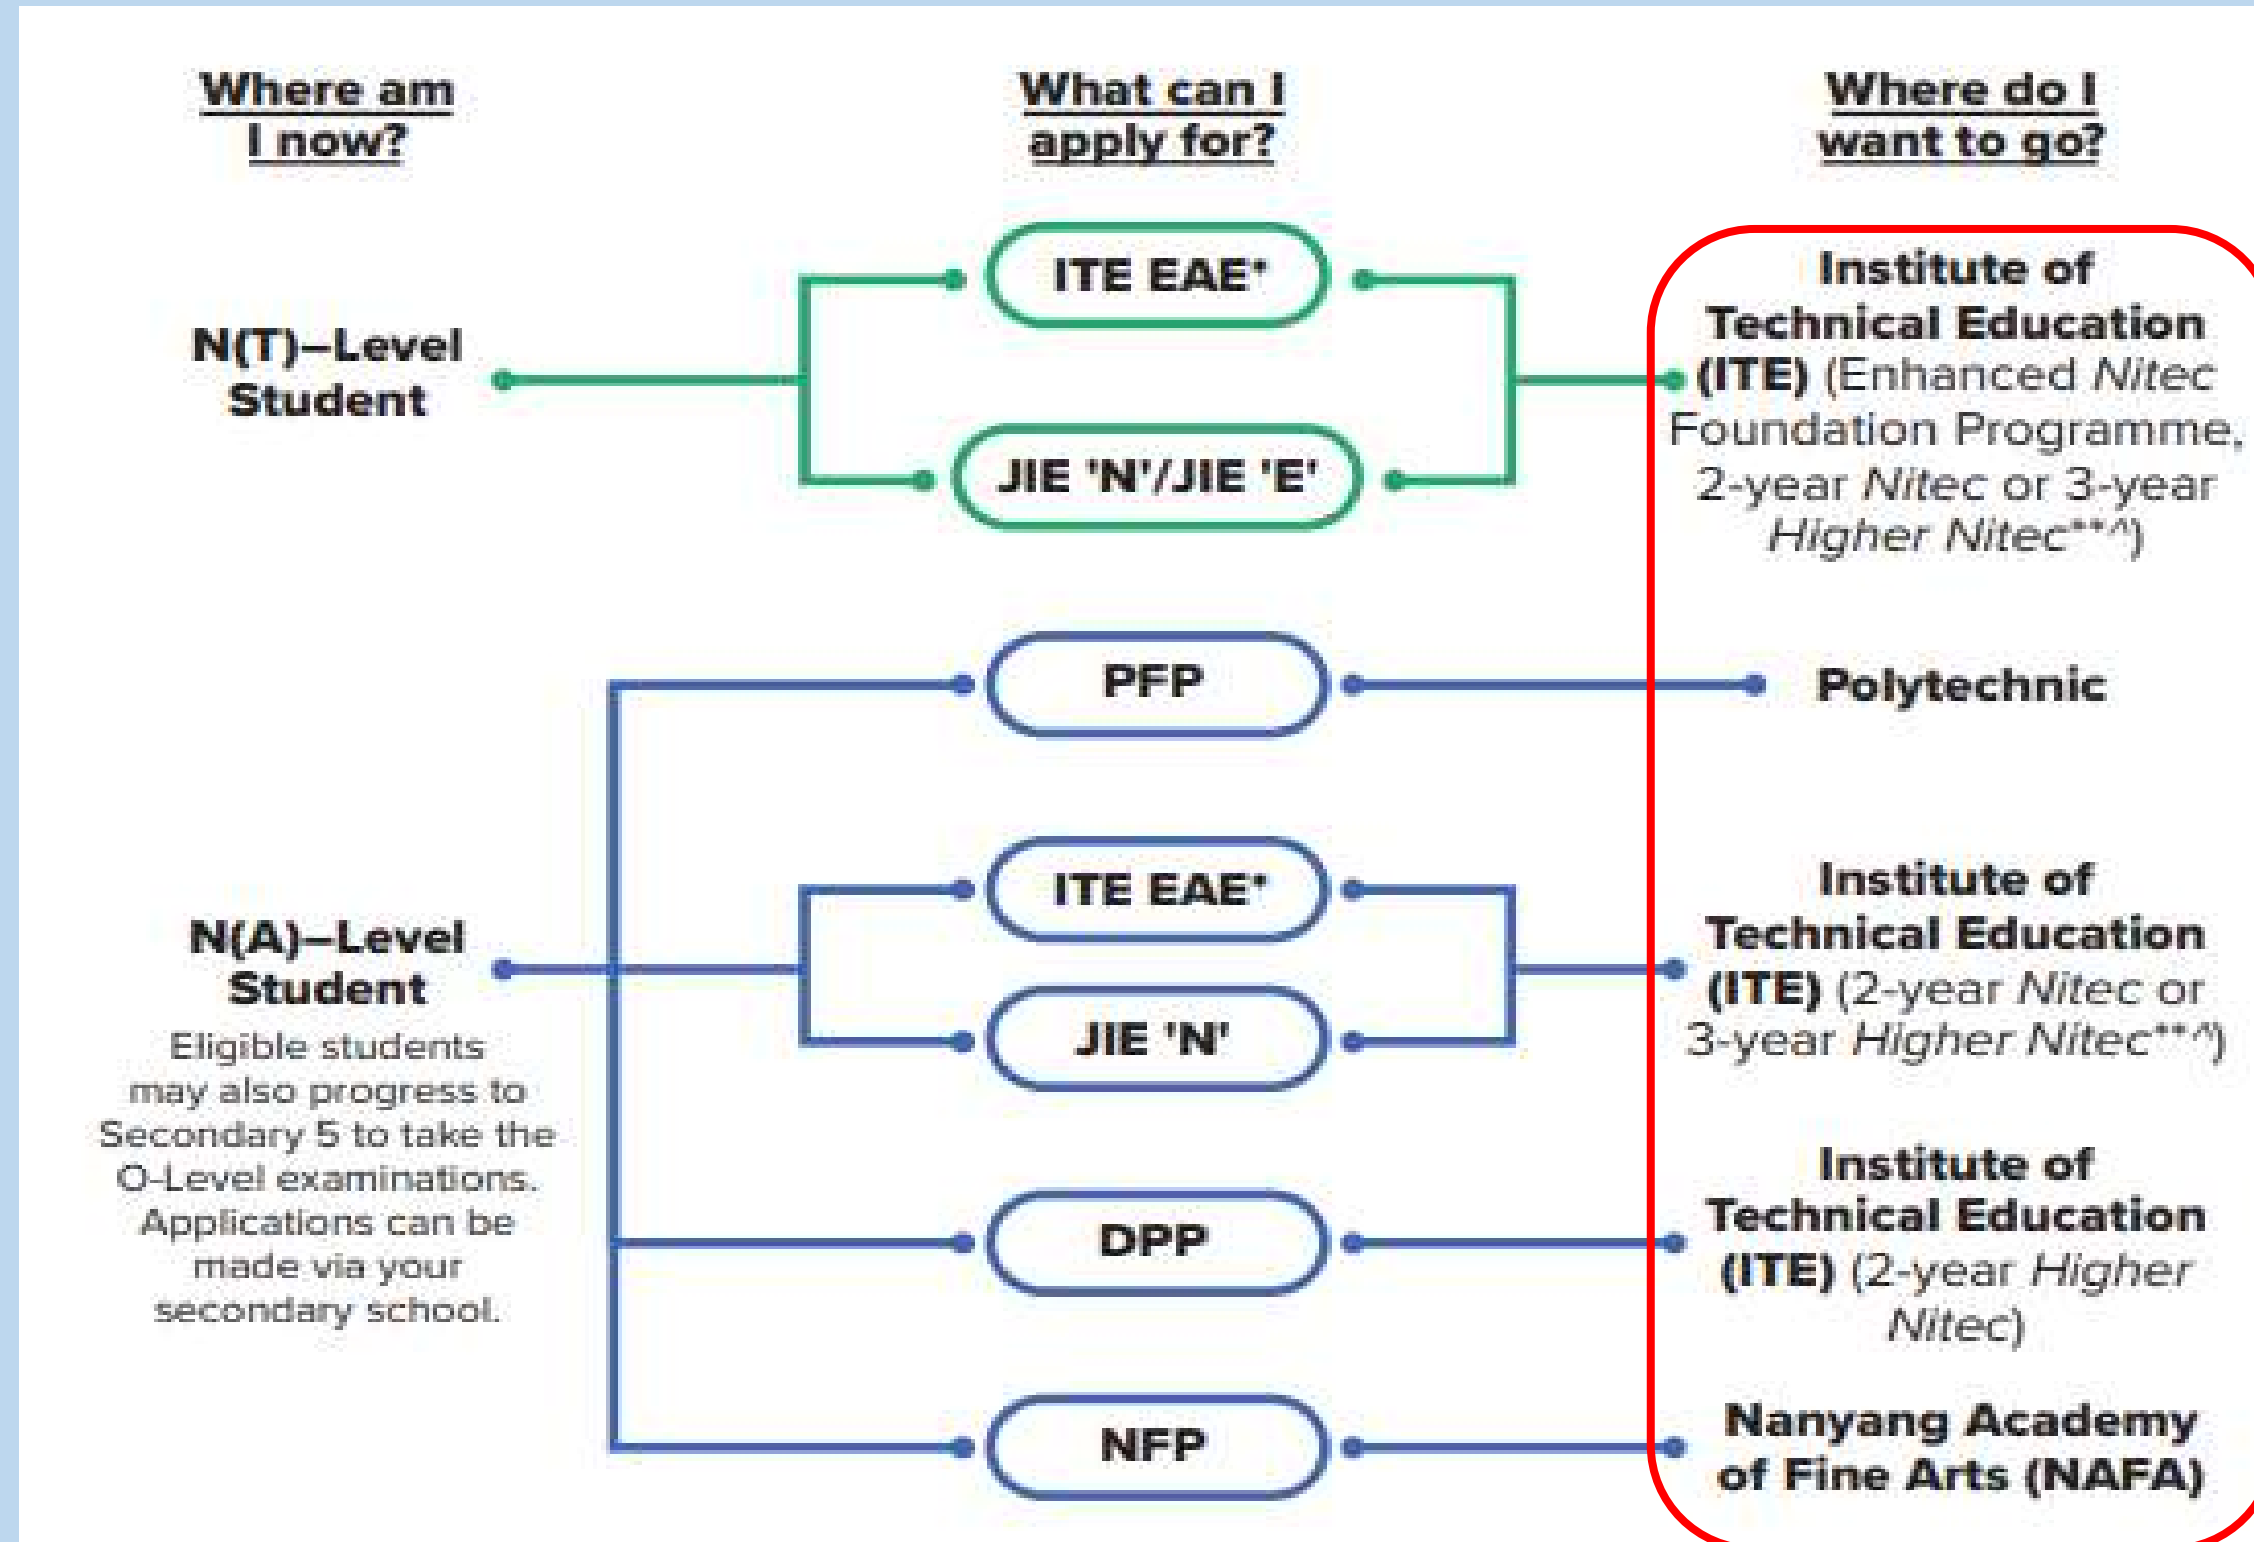 Where am
I now?
What can I
apply for?
Where do I
want to go?
N(T)–Level
Student
ITE EAE*
JIE 'N'/JIE 'E'
Institute of
Technical Education
(ITE) (Enhanced Nitec
Foundation Programme,
2-year Nitec or 3-year
Higher Nitec**^)
N(A)–Level
Student
Eligible students
may also progress to
Secondary 5 to take the
O-Level examinations.
Applications can be
made via your
secondary school.
PFP
Polytechnic
ITE EAE*
JIE 'N'
Institute of
Technical Education
(ITE) (2-year Nitec or
3-year Higher Nitec**^)
DPP
Institute of
Technical Education
(ITE) (2-year Higher
Nitec)
NFP
Nanyang Academy
of Fine Arts (NAFA)